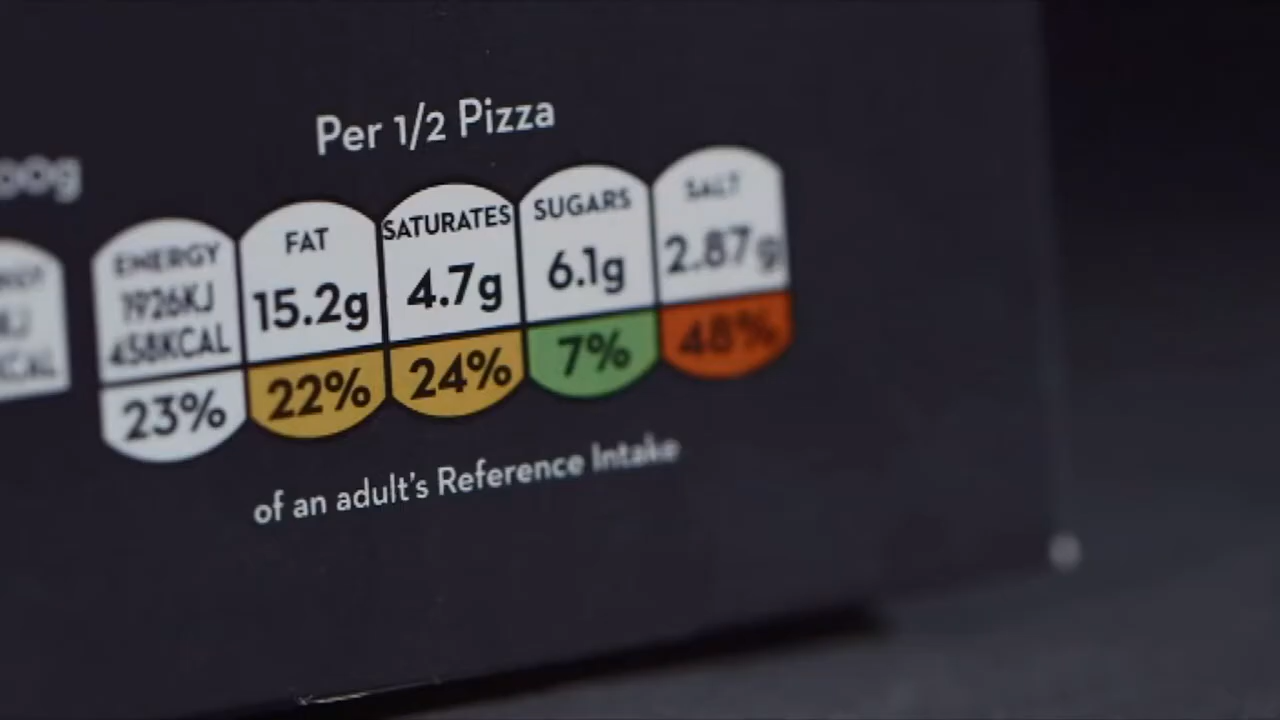 Per 1/2 Pizza
00g
ENERGY
1926KJ
458KCAL
23%
FAT
15.2g
22%
SATURATES
4.7g
24%
SUGARS
6.1g
7%
SALT
2.87g
48%
of an adult's Reference Intake